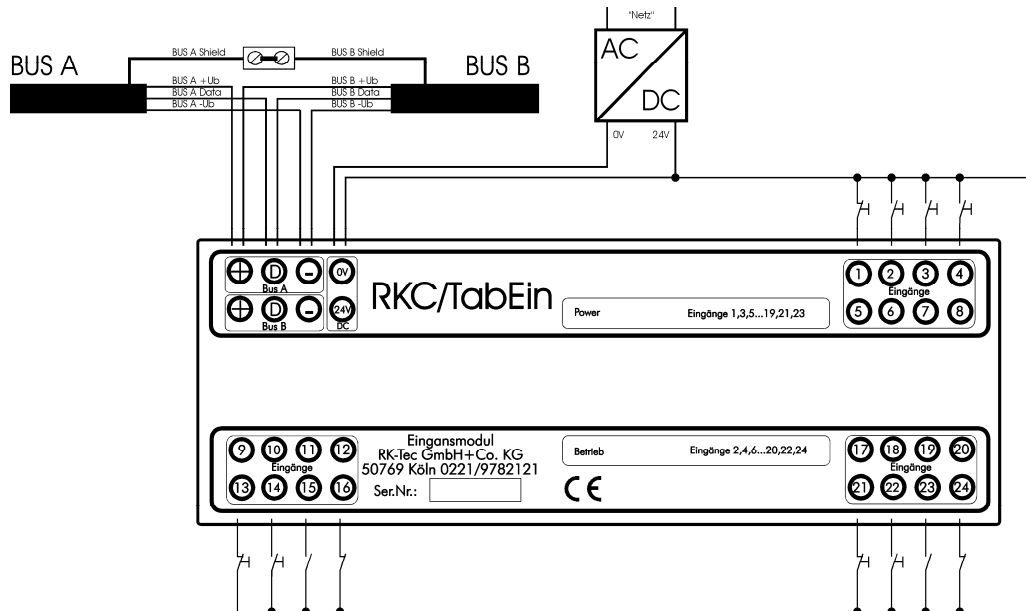 "Netz"
AC
DC
0V 24V
BUS A
BUS A Shield
BUS B Shield
BUS B
BUS A +Ub
BUS A Data
BUS A -Ub
BUS B +Ub
BUS B Data
BUS B -Ub
+ D - 0V
Bus A
+ D - 24V
Bus B
DC
RKC/TabEin
Power Eingänge 1,3,5...19,21,23
1 2 3 4
Eingänge
5 6 7 8
9 10 11 12
Eingänge
13 14 15 16
Eingansmodul
RK-Tec GmbH+Co. KG
50769 Köln 0221/9782121
Ser.Nr.:
Betrieb Eingänge 2,4,6...20,22,24
CE
17 18 19 20
Eingänge
21 22 23 24